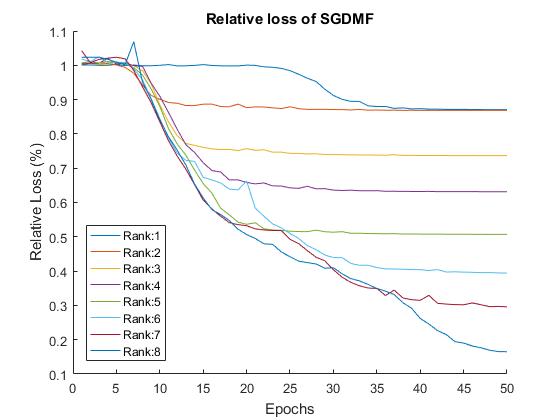 Relative loss of SGDMF
1.1
1
0.9
0.8
0.7
0.6
0.5
0.4
0.3
0.2
0.1
Relative Loss (%)
Rank:1
Rank:2
Rank:3
Rank:4
Rank:5
Rank:6
Rank:7
Rank:8
0 5 10 15 20 25 30 35 40 45 50
Epochs